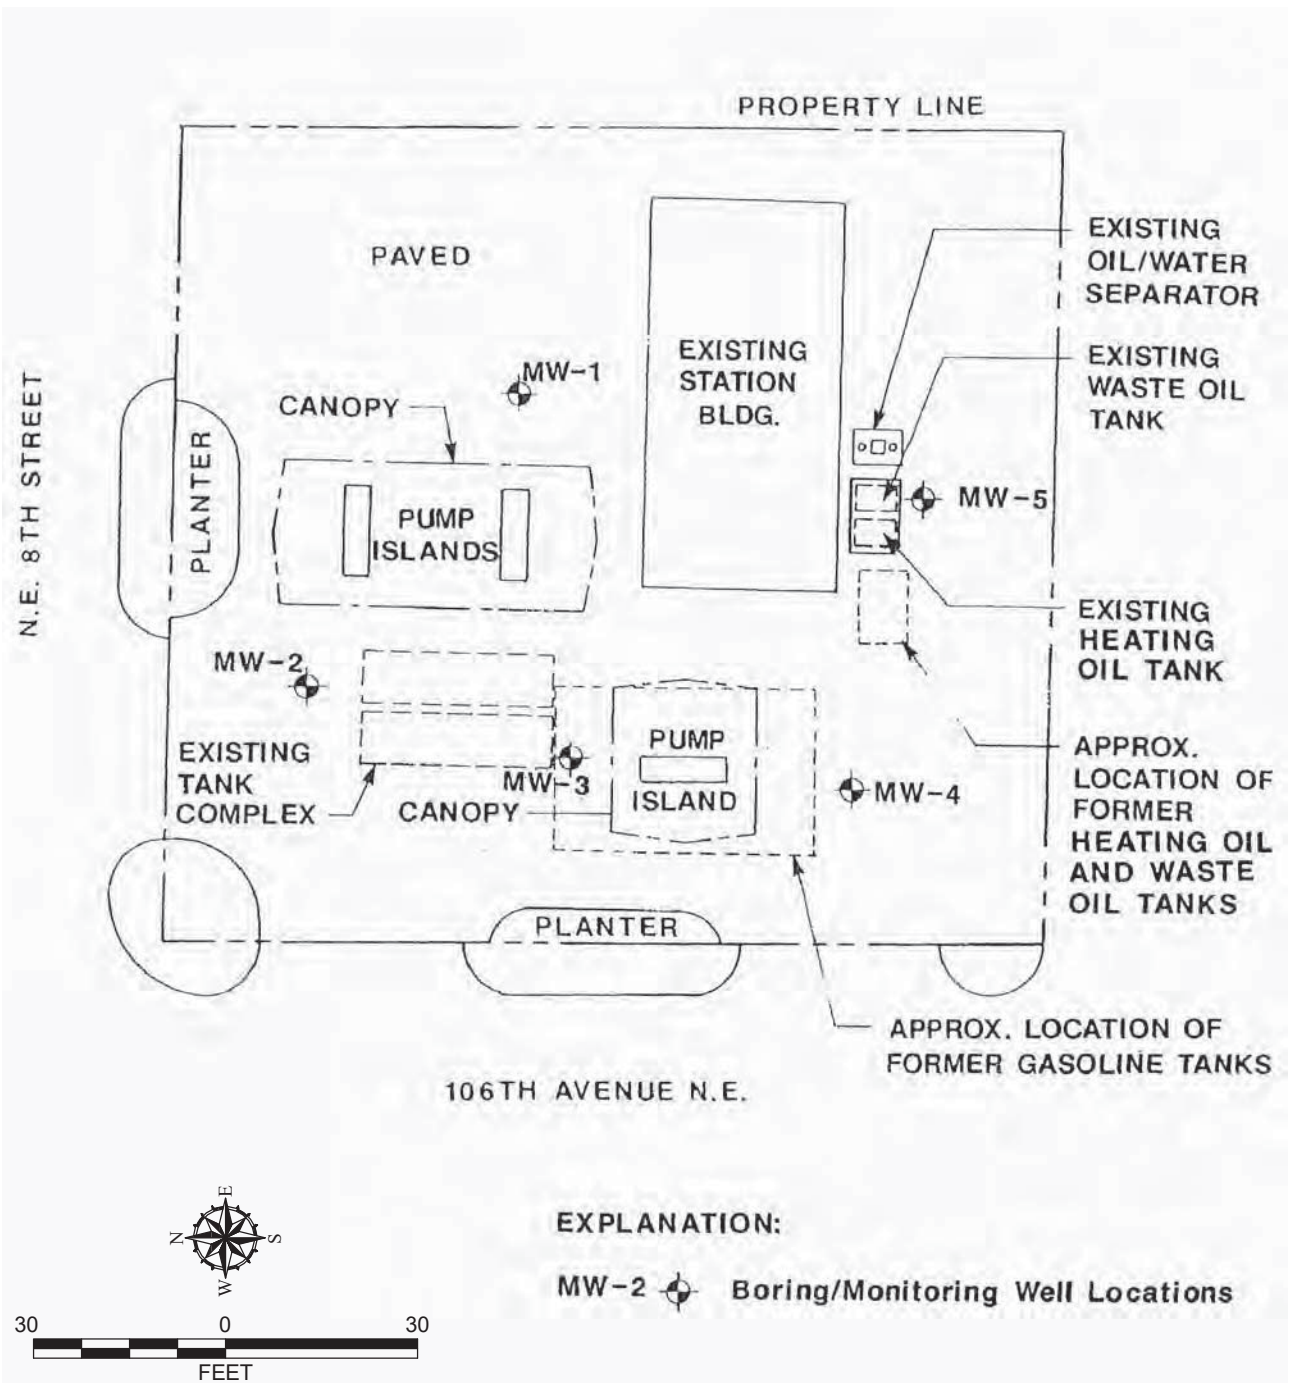 PROPERTY LINE
PAVED
EXISTING
OIL/WATER
SEPARATOR
EXISTING
STATION
BLDG.
EXISTING
WASTE OIL
TANK
MW-1
CANOPY
N.E. 8TH STREET
PLANTER
PUMP
ISLANDS
MW-5
EXISTING
HEATING
OIL TANK
MW-2
EXISTING
TANK
COMPLEX
MW-3
CANOPY
PUMP
ISLAND
MW-4
APPROX.
LOCATION OF
FORMER
HEATING OIL
AND WASTE
OIL TANKS
PLANTER
APPROX. LOCATION OF
FORMER GASOLINE TANKS
106TH AVENUE N.E.
E
N
S
W
EXPLANATION:
MW-2 Boring/Monitoring Well Locations
30 0 30
FEET